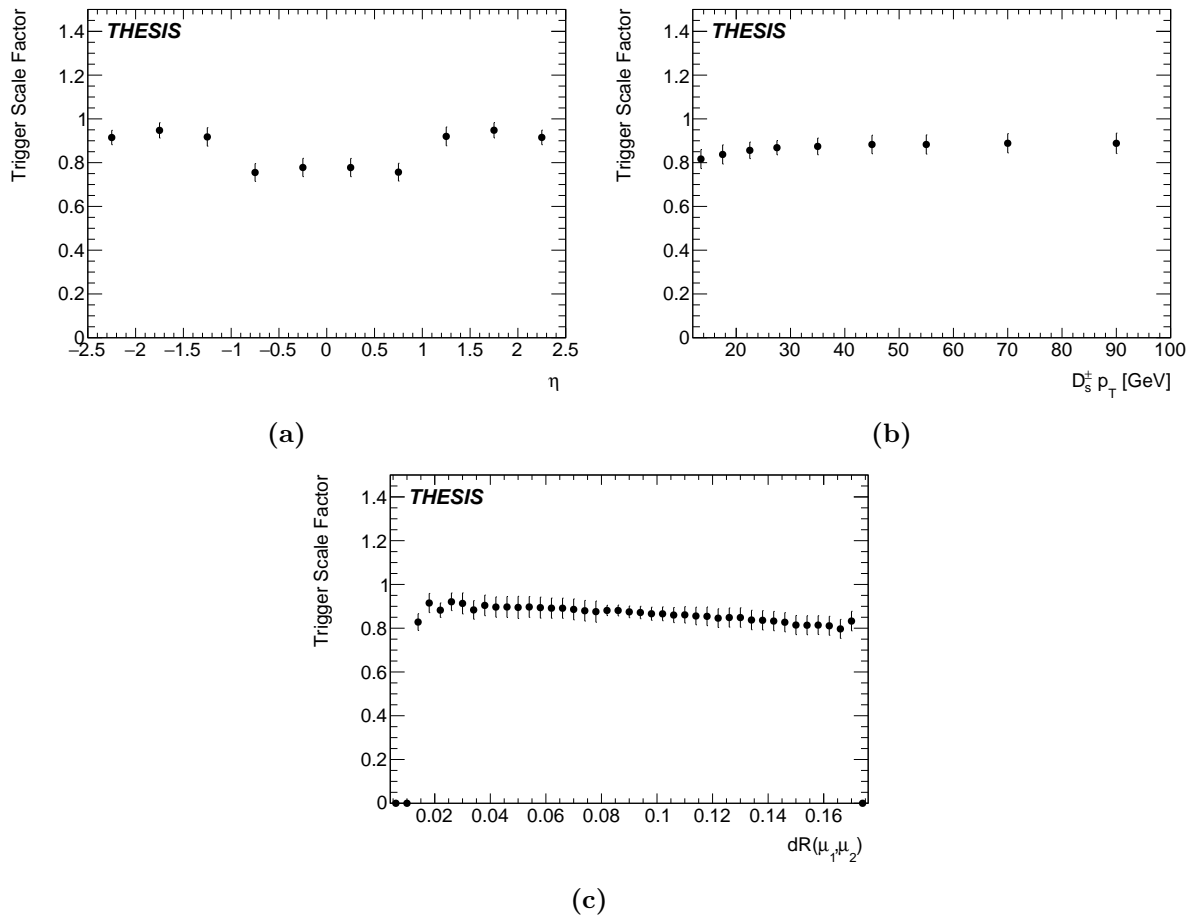 THESIS
Trigger Scale Factor
1.4
1.2
1
0.8
0.6
0.4
0.2
0
−2.5 −2 −1.5 −1 −0.5 0 0.5 1 1.5 2 2.5
η
(a)
THESIS
Trigger Scale Factor
1.4
1.2
1
0.8
0.6
0.4
0.2
0
20 30 40 50 60 70 80 90 100
D_s^± p_T [GeV]
(b)
THESIS
Trigger Scale Factor
1.4
1.2
1
0.8
0.6
0.4
0.2
0
0.02 0.04 0.06 0.08 0.1 0.12 0.14 0.16
dR(μ_1,μ_2)
(c)